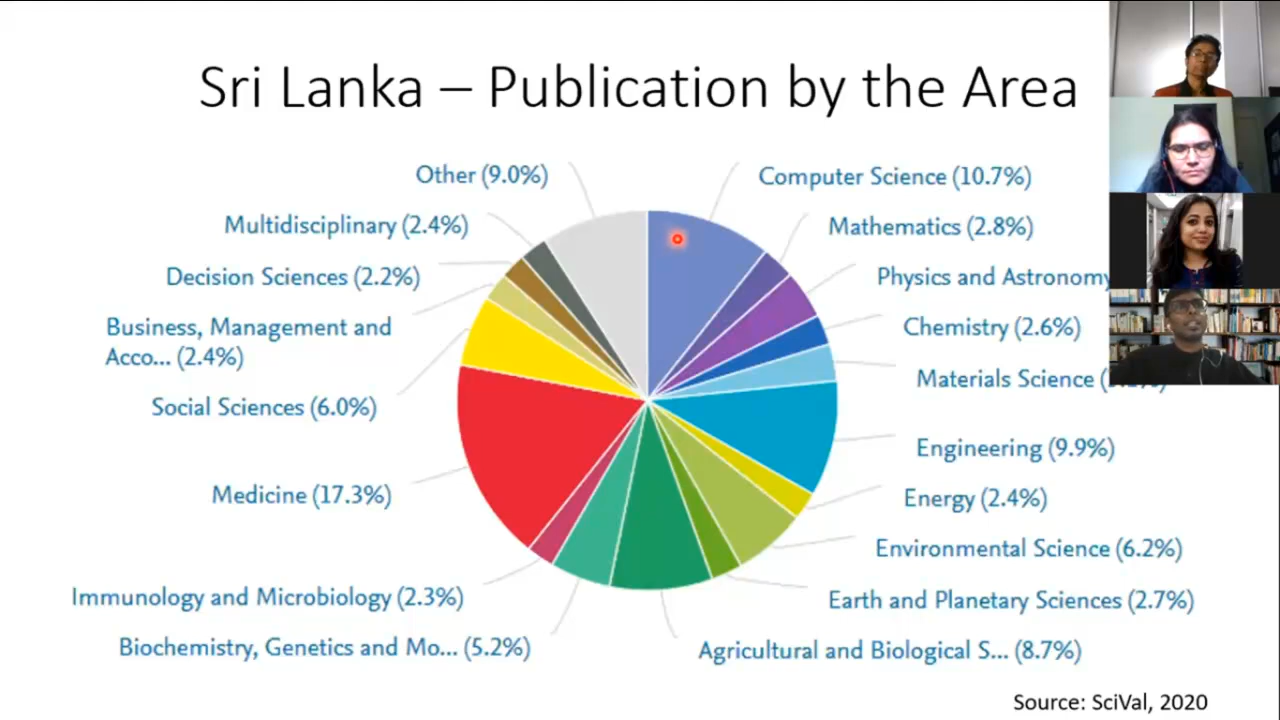 Sri Lanka – Publication by the Area
Other (9.0%)
Computer Science (10.7%)
Multidisciplinary (2.4%)
Mathematics (2.8%)
Decision Sciences (2.2%)
Physics and Astronomy
Business, Management and
Acco... (2.4%)
Chemistry (2.6%)
Materials Science (
Social Sciences (6.0%)
Engineering (9.9%)
Medicine (17.3%)
Energy (2.4%)
Environmental Science (6.2%)
Immunology and Microbiology (2.3%)
Earth and Planetary Sciences (2.7%)
Biochemistry, Genetics and Mo... (5.2%)
Agricultural and Biological S... (8.7%)
Source: SciVal, 2020